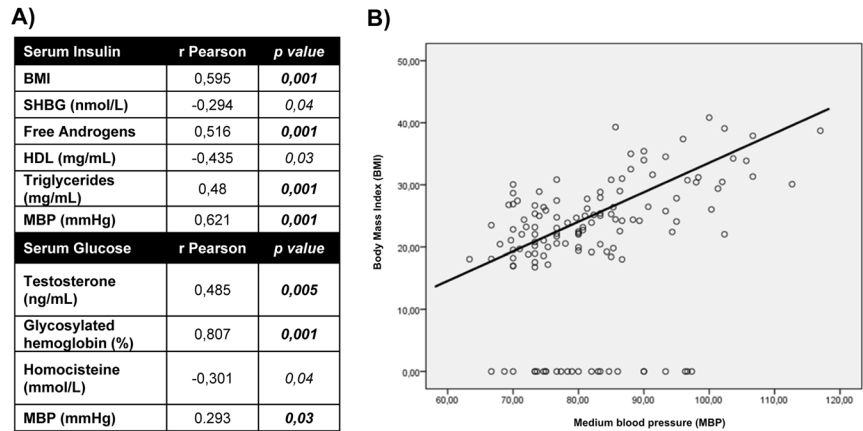 A)
Serum Insulin r Pearson p value
BMI 0,595 0,001
SHBG (nmol/L) -0,294 0,04
Free Androgens 0,516 0,001
HDL (mg/mL) -0,435 0,03
Triglycerides
(mg/mL) 0,48 0,001
MBP (mmHg) 0,621 0,001
Serum Glucose r Pearson p value
Testosterone
(ng/mL) 0,485 0,005
Glycosylated
hemoglobin (%) 0,807 0,001
Homocisteine
(mmol/L) -0,301 0,04
MBP (mmHg) 0.293 0,03
B)
Body Mass Index (BMI)
50,00
40,00
30,00
20,00
10,00
0,00
60,00 70,00 80,00 90,00 100,00 110,00 120,00
Medium blood pressure (MBP)